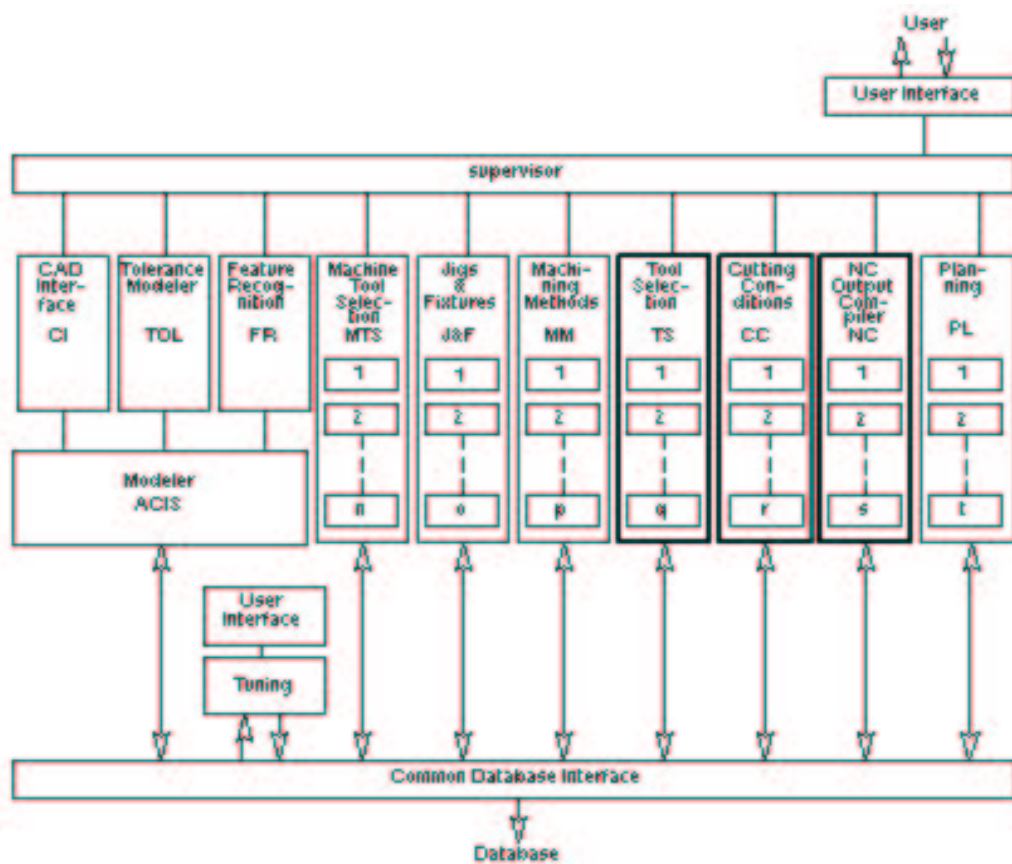 User
User Interface
supervisor
CAD
Inter-
face
CI
Tolerance
Modeler
TOL
Feature
Recog-
nition
FR
Machine
Tool
Selec-
tion
MTS
Jigs
&
Fixtures
J&F
Machi-
ning
Methods
MM
Tool
Selec-
tion
TS
Cutting
Con-
ditions
CC
NC
Output
Com-
piler
NC
Plan-
ning
PL
1
1
1
1
1
1
1
2
2
2
2
2
2
2
n
o
p
q
r
s
t
Modeler
ACIS
User
Interface
Tuning
Common Database Interface
Database